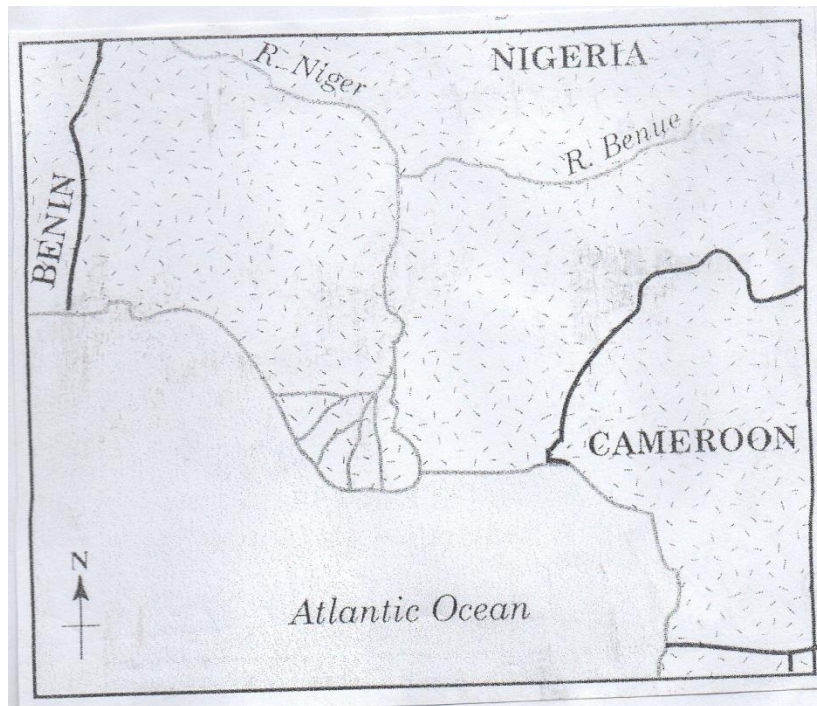 R. Niger
NIGERIA
R. Benue
BENIN
CAMEROON
N
Atlantic Ocean